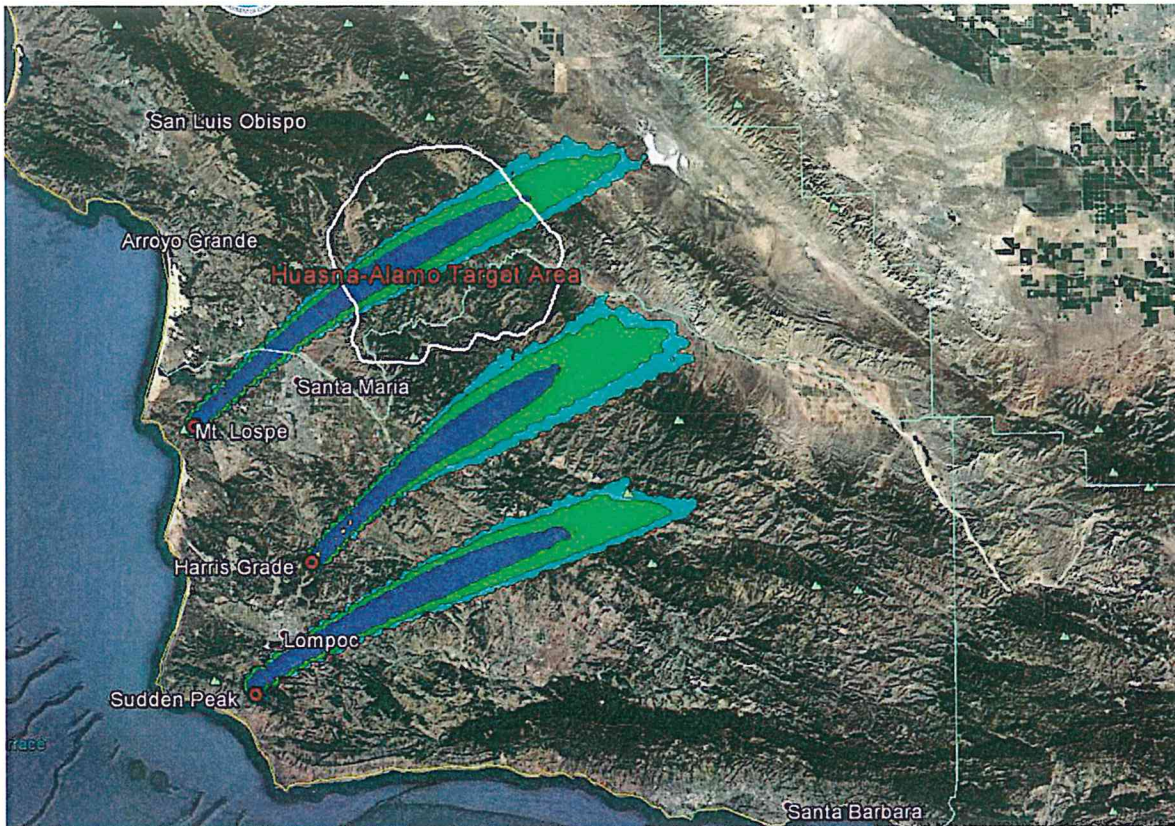 San Luis Obispo
Arroyo Grande
Huasna-Alamo Target Area
Santa Maria
Mt. Lospe
Harris Grade
Lompoc
Sudden Peak
Santa Barbara